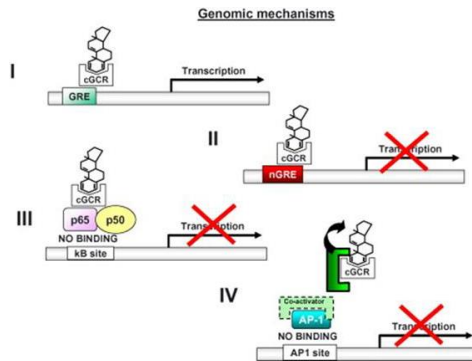 Genomic mechanisms
I
cGCR
Transcription
GRE
II
cGCR
Transcription
nGRE
III
cGCR
p65
p50
Transcription
NO BINDING
kB site
IV
cGCR
Co-activator
AP-1
Transcription
NO BINDING
AP1 site